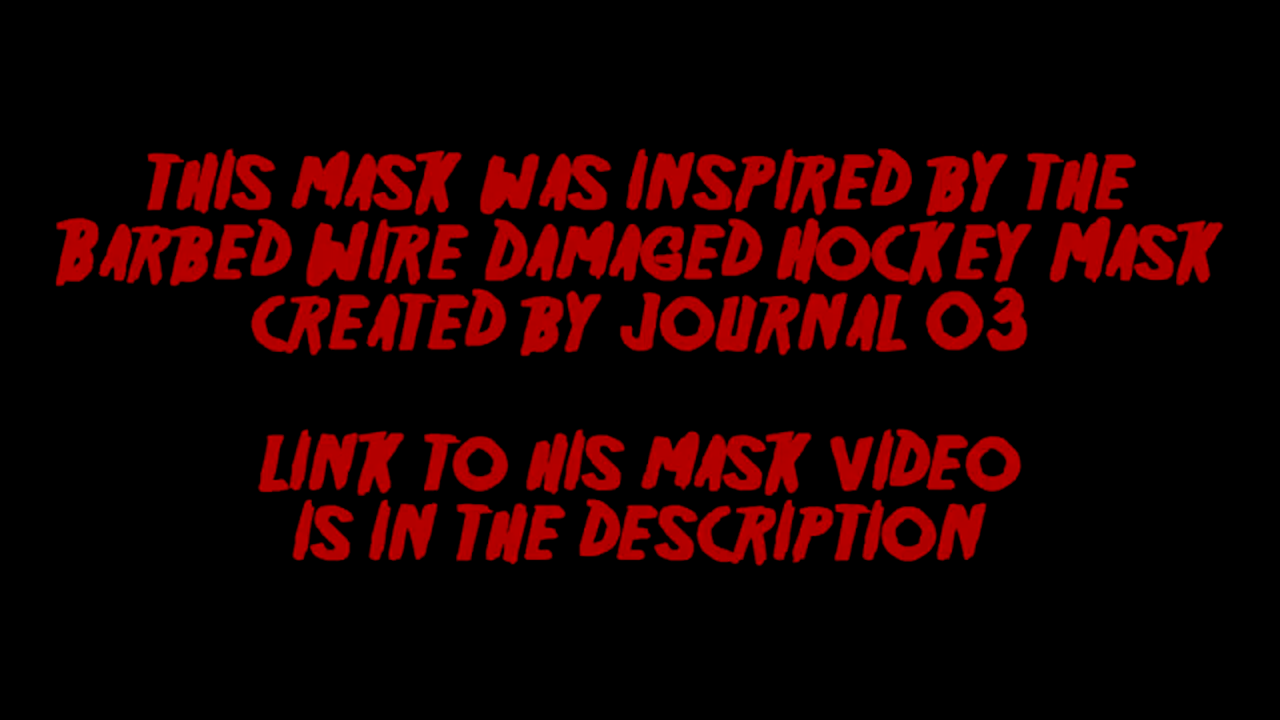 THIS MASK WAS INSPIRED BY THE
BARBED WIRE DAMAGED HOCKEY MASK
CREATED BY JOURNAL 03
LINK TO HIS MASK VIDEO
IS IN THE DESCRIPTION